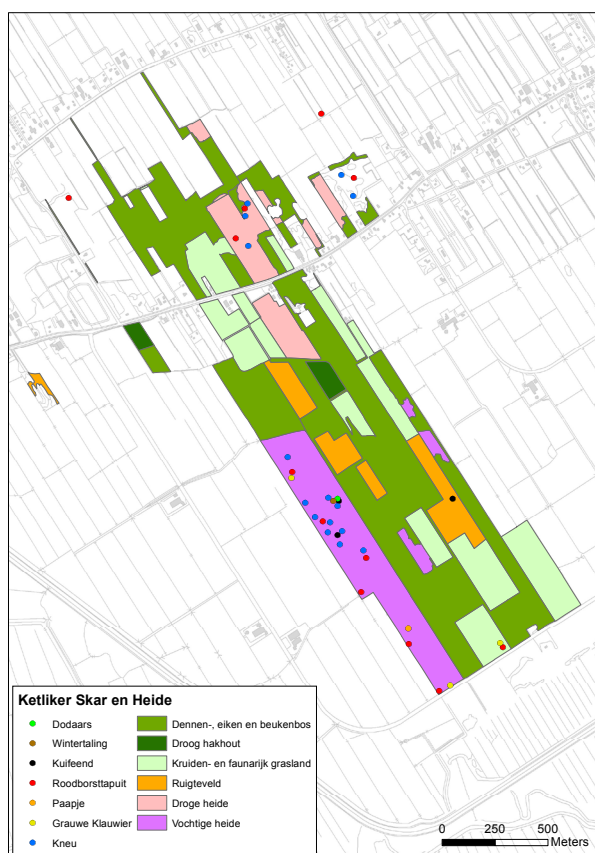 Ketliker Skar en Heide
Dodaars
Wintertaling
Kuifeend
Roodborsttapuit
Paapje
Grauwe Klauwier
Kneu
Dennen-, eiken en beukenbos
Droog hakhout
Kruiden- en faunarijk grasland
Ruigteveld
Droge heide
Vochtige heide
0 250 500
Meters